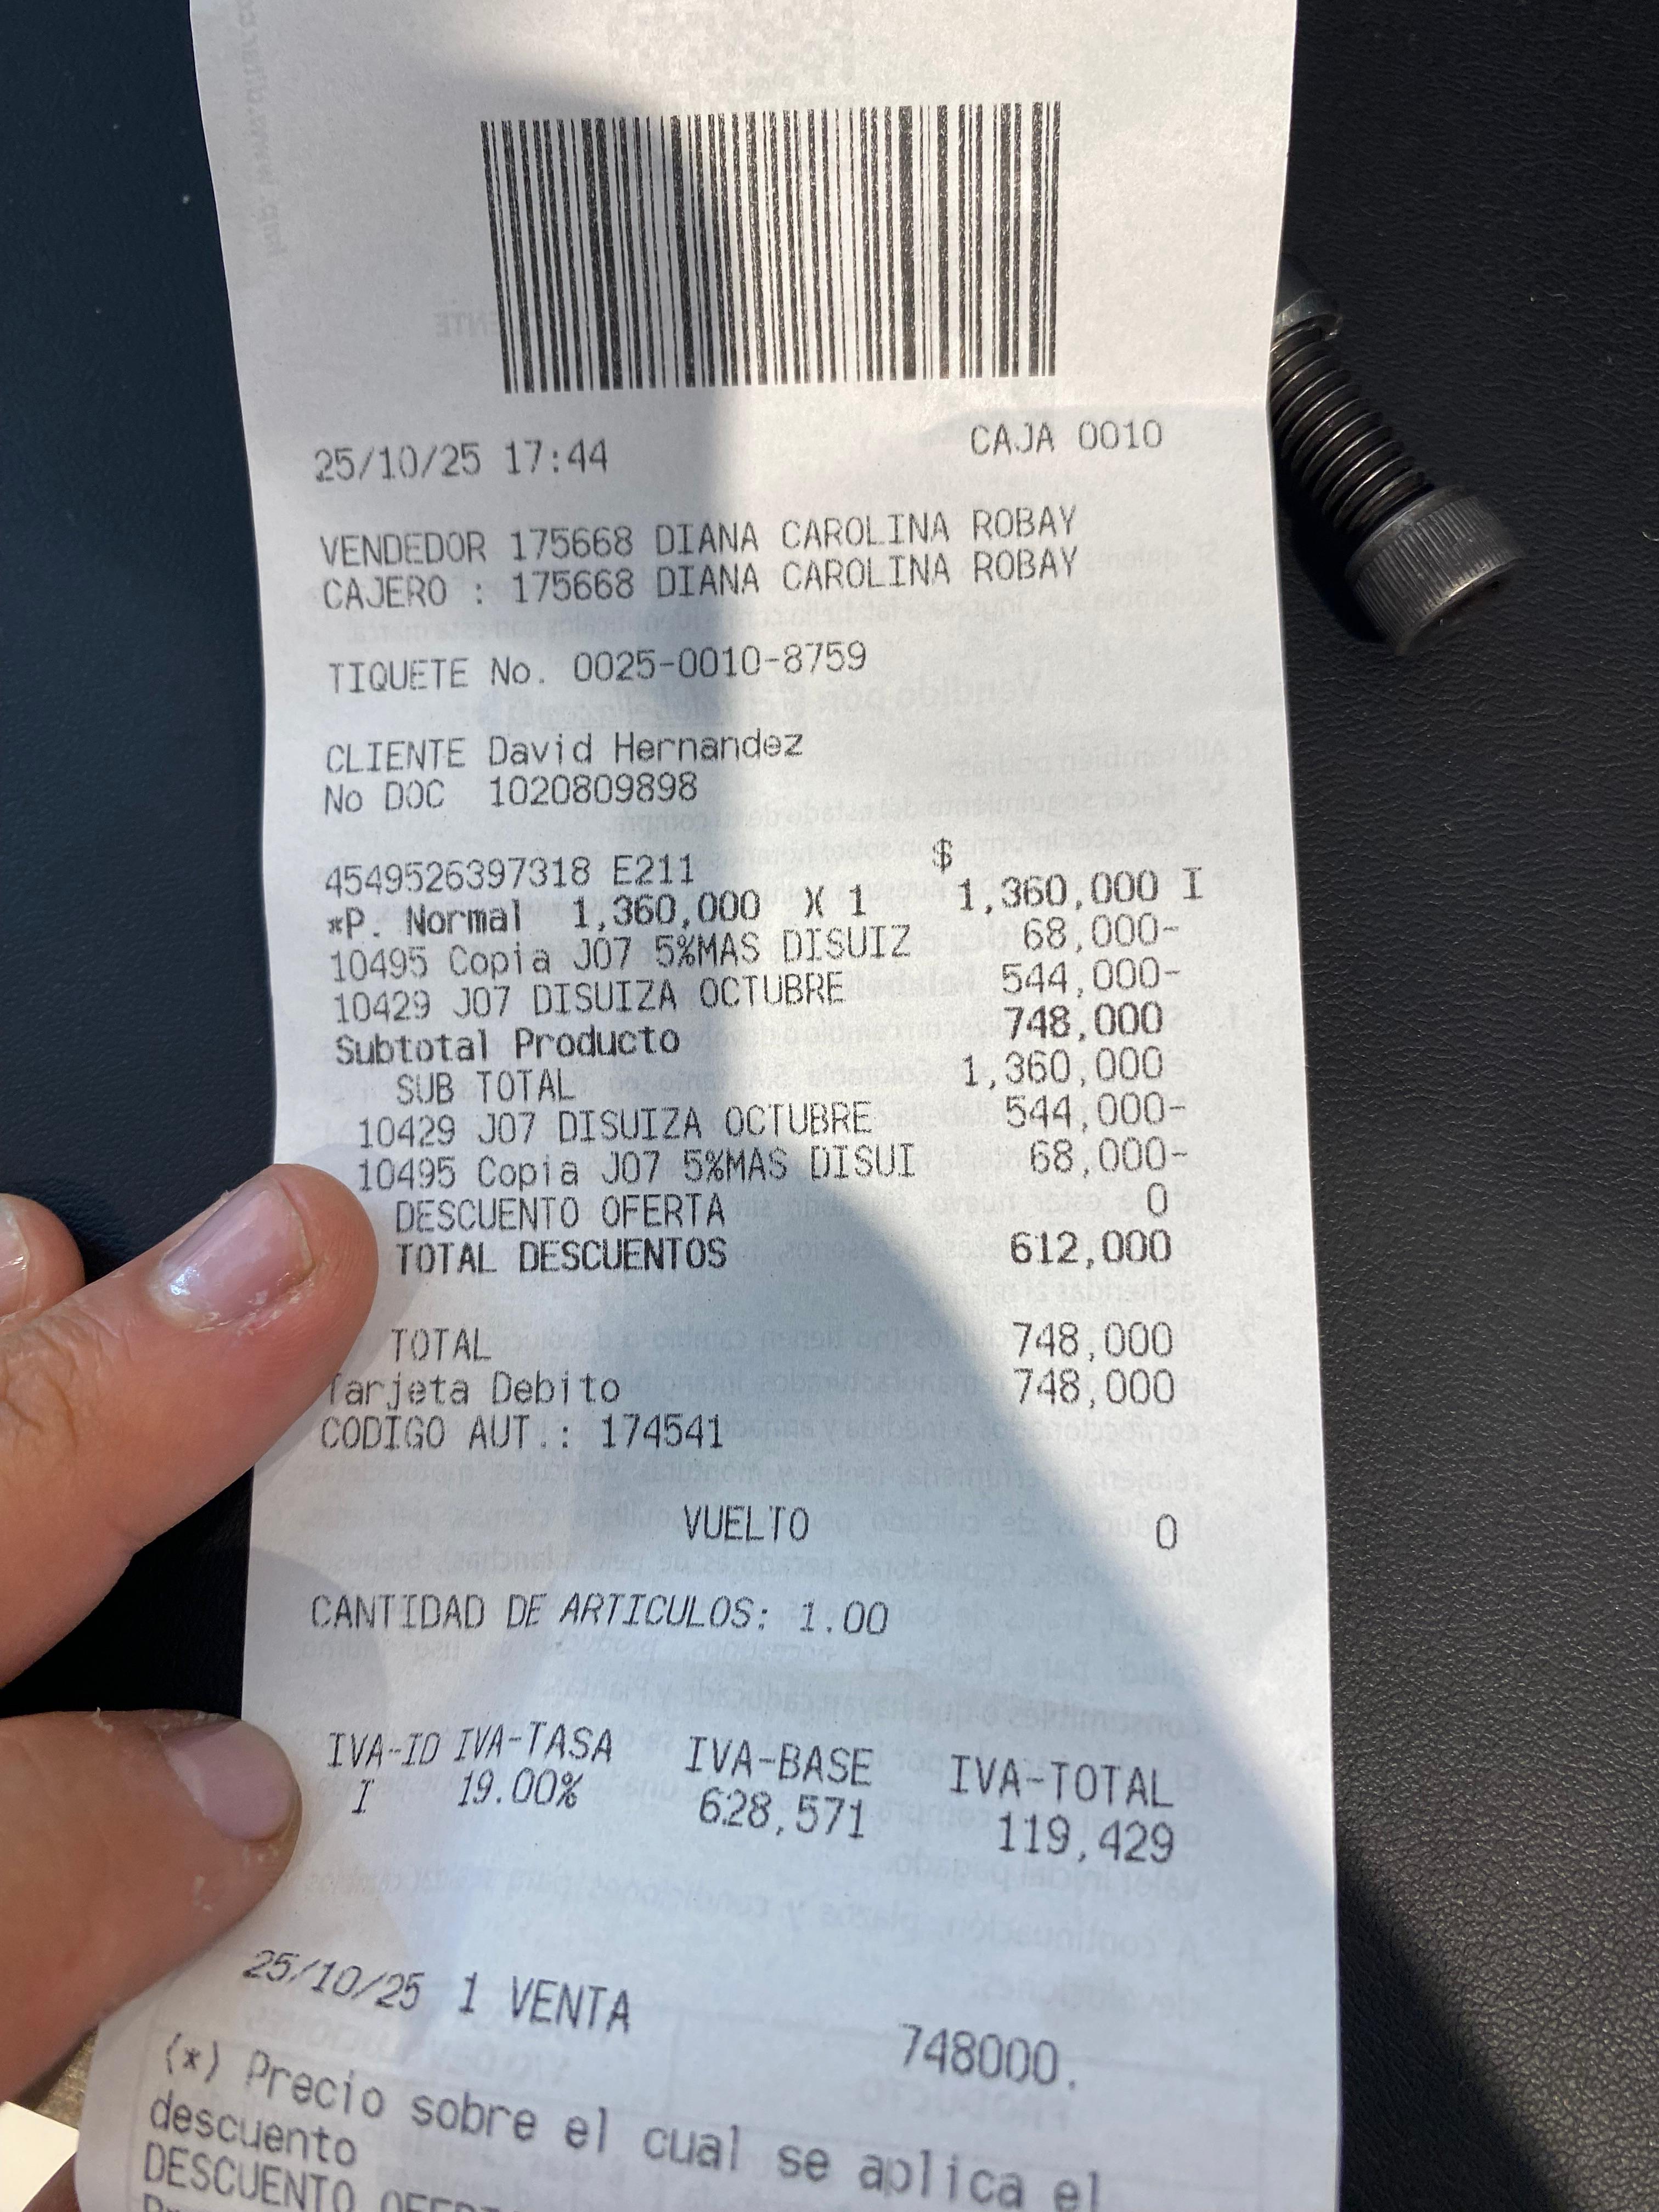 25/10/25 17:44 CAJA 0010
VENDEDOR 175668 DIANA CAROLINA ROBAY
CAJERO : 175668 DIANA CAROLINA ROBAY
TIQUETE No. 0025-0010-8759
CLIENTE David Hernandez
No DOC 1020809898
$
4549526397318 E211
*P. Normal 1,360,000 X 1 1,360,000 I
10495 Copia J07 5%MAS DISUIZ 68,000-
10429 J07 DISUIZA OCTUBRE 544,000-
Subtotal Producto 748,000
SUB TOTAL 1,360,000
10429 J07 DISUIZA OCTUBRE 544,000-
10495 Copia J07 5%MAS DISUI 68,000-
DESCUENTO OFERTA 0
TOTAL DESCUENTOS 612,000
TOTAL 748,000
Tarjeta Debito 748,000
CODIGO AUT.: 174541
VUELTO 0
CANTIDAD DE ARTICULOS: 1.00
IVA-ID IVA-TASA IVA-BASE IVA-TOTAL
I 19.00% 628,571 119,429
25/10/25 1 VENTA 748000.
(*) Precio sobre el cual se aplica el
descuento
DESCUENTO